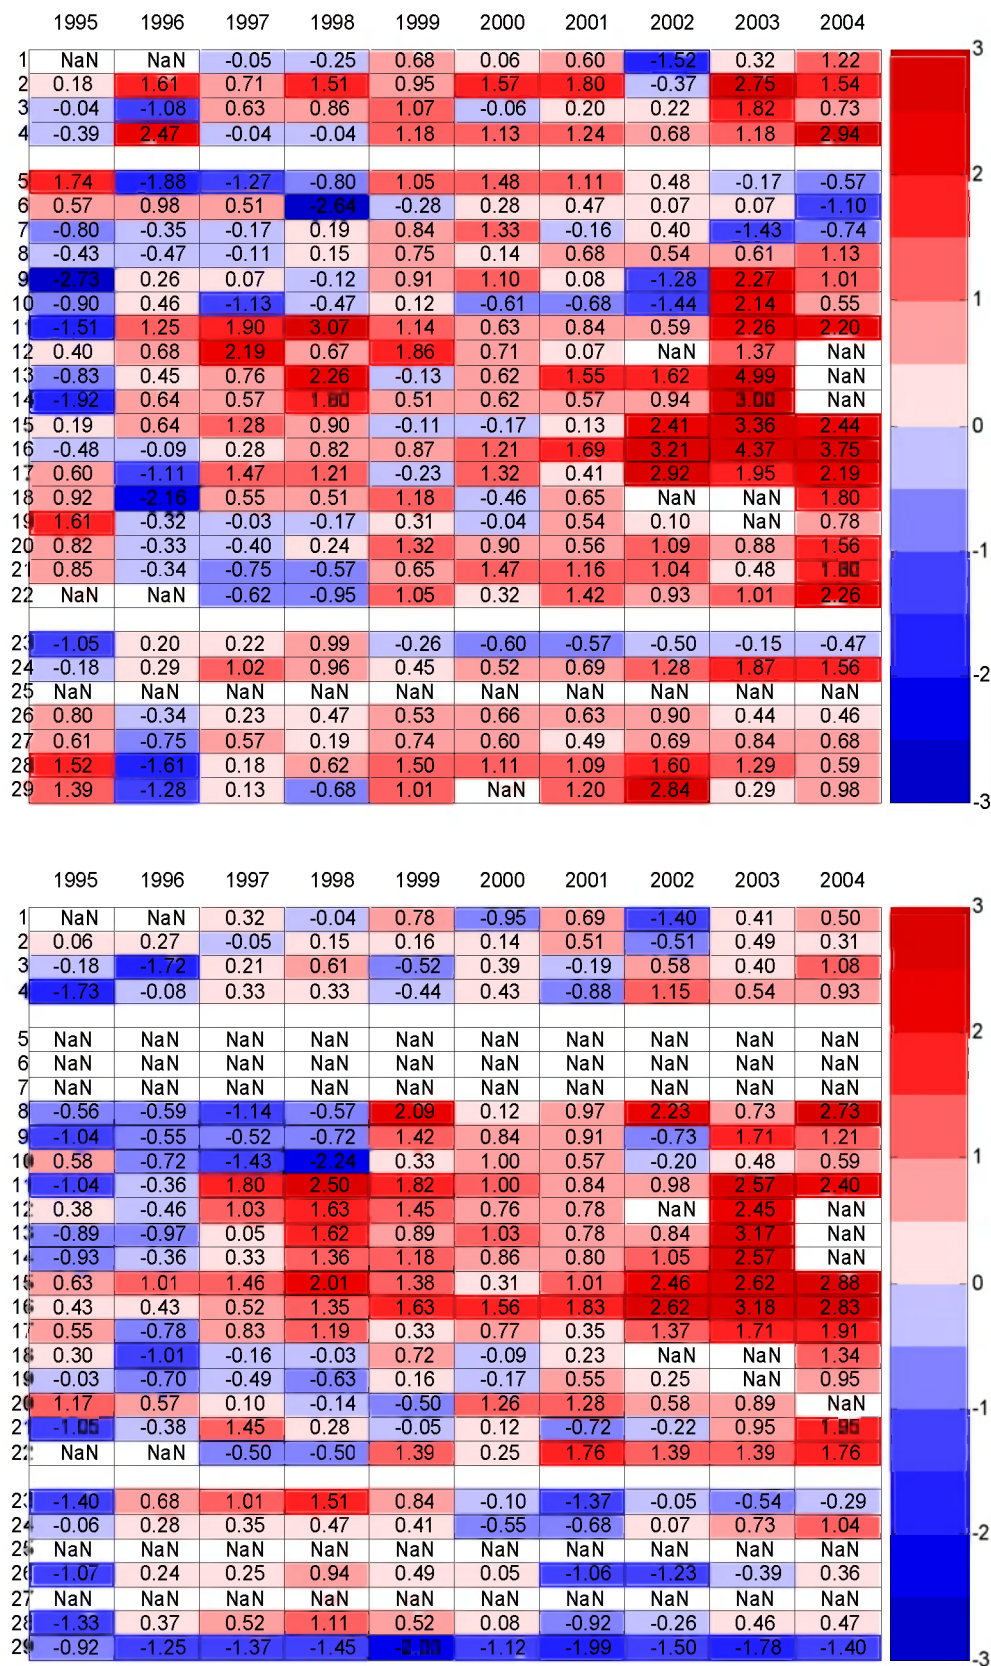 1995 1996 1997 1998 1999 2000 2001 2002 2003 2004
3
1 NaN NaN -0.05 -0.25 0.68 0.06 0.60 -1.52 0.32 1.22
2 0.18 1.61 0.71 1.51 0.95 1.57 1.80 -0.37 2.75 1.54
3 -0.04 -1.08 0.63 0.86 1.07 -0.06 0.20 0.22 1.82 0.73
4 -0.39 2.47 -0.04 -0.04 1.18 1.13 1.24 0.68 1.18 2.94
2
5 1.74 -1.88 -1.27 -0.80 1.05 1.48 1.11 0.48 -0.17 -0.57
6 0.57 0.98 0.51 -2.64 -0.28 0.28 0.47 0.07 0.07 -1.10
7 -0.80 -0.35 -0.17 0.19 0.84 1.33 -0.16 0.40 -1.43 -0.74
8 -0.43 -0.47 -0.11 0.15 0.75 0.14 0.68 0.54 0.61 1.13
9 -2.73 0.26 0.07 -0.12 0.91 1.10 0.08 -1.28 2.27 1.01
10 -0.90 0.46 -1.13 -0.47 0.12 -0.61 -0.68 -1.44 2.14 0.55
1
11 -1.51 1.25 1.90 3.07 1.14 0.63 0.84 0.59 2.26 2.20
12 0.40 0.68 2.19 0.67 1.86 0.71 0.07 NaN 1.37 NaN
13 -0.83 0.45 0.76 2.26 -0.13 0.62 1.55 1.62 4.99 NaN
14 -1.92 0.64 0.57 0.51 0.62 0.57 0.94 3.00 NaN
15 0.19 0.64 1.28 0.90 -0.11 -0.17 0.13 2.41 3.36 2.44
0
16 -0.48 -0.09 0.28 0.82 0.87 1.21 1.69 3.21 4.37 3.75
17 0.60 -1.11 1.47 1.21 -0.23 1.32 0.41 2.92 1.95 2.19
18 0.92 -2.16 0.55 0.51 1.18 -0.46 0.65 NaN NaN 1.80
19 1.61 -0.32 -0.03 -0.17 0.31 -0.04 0.54 0.10 NaN 0.78
20 0.82 -0.33 -0.40 0.24 1.32 0.90 0.56 1.09 0.88 1.56
-1
21 0.85 -0.34 -0.75 -0.57 0.65 1.47 1.16 1.04 0.48
22 NaN NaN -0.62 -0.95 1.05 0.32 1.42 0.93 1.01 2.26
23 -1.05 0.20 0.22 0.99 -0.26 -0.60 -0.57 -0.50 -0.15 -0.47
24 -0.18 0.29 1.02 0.96 0.45 0.52 0.69 1.28 1.87 1.56
-2
25 NaN NaN NaN NaN NaN NaN NaN NaN NaN NaN
26 0.80 -0.34 0.23 0.47 0.53 0.66 0.63 0.90 0.44 0.46
27 0.61 -0.75 0.57 0.19 0.74 0.60 0.49 0.69 0.84 0.68
28 1.52 -1.61 0.18 0.62 1.50 1.11 1.09 1.60 1.29 0.59
29 1.39 -1.28 0.13 -0.68 1.01 NaN 1.20 2.84 0.29 0.98
-3
1995 1996 1997 1998 1999 2000 2001 2002 2003 2004
3
1 NaN NaN 0.32 -0.04 0.78 -0.95 0.69 -1.40 0.41 0.50
2 0.06 0.27 -0.05 0.15 0.16 0.14 0.51 -0.51 0.49 0.31
3 -0.18 -1.72 0.21 0.61 -0.52 0.39 -0.19 0.58 0.40 1.08
4 -1.73 -0.08 0.33 0.33 -0.44 0.43 -0.88 1.15 0.54 0.93
2
5 NaN NaN NaN NaN NaN NaN NaN NaN NaN NaN
6 NaN NaN NaN NaN NaN NaN NaN NaN NaN NaN
7 NaN NaN NaN NaN NaN NaN NaN NaN NaN NaN
8 -0.56 -0.59 -1.14 -0.57 2.09 0.12 0.97 2.23 0.73 2.73
9 -1.04 -0.55 -0.52 -0.72 1.42 0.84 0.91 -0.73 1.71 1.21
1
10 0.58 -0.72 -1.43 -2.24 0.33 1.00 0.57 -0.20 0.48 0.59
11 -1.04 -0.36 1.80 2.50 1.82 1.00 0.84 0.98 2.57 2.40
12 0.38 -0.46 1.03 1.63 1.45 0.76 0.78 NaN 2.45 NaN
13 -0.89 -0.97 0.05 1.62 0.89 1.03 0.78 0.84 3.17 NaN
14 -0.93 -0.36 0.33 1.36 1.18 0.86 0.80 1.05 2.57 NaN
15 0.63 1.01 1.46 2.01 1.38 0.31 1.01 2.46 2.62 2.88
0
16 0.43 0.43 0.52 1.35 1.63 1.56 1.83 2.62 3.18 2.83
17 0.55 -0.78 0.83 1.19 0.33 0.77 0.35 1.37 1.71 1.91
18 0.30 -1.01 -0.16 -0.03 0.72 -0.09 0.23 NaN NaN 1.34
19 -0.03 -0.70 -0.49 -0.63 0.16 -0.17 0.55 0.25 NaN 0.95
20 1.17 0.57 0.10 -0.14 -0.50 1.26 1.28 0.58 0.89 NaN
-1
21 -0.38 1.45 0.28 -0.05 0.12 -0.72 -0.22 0.95
22 NaN NaN -0.50 -0.50 1.39 0.25 1.76 1.39 1.39 1.76
23 -1.40 0.68 1.01 1.51 0.84 -0.10 -1.37 -0.05 -0.54 -0.29
24 -0.06 0.28 0.35 0.47 0.41 -0.55 -0.68 0.07 0.73 1.04
-2
25 NaN NaN NaN NaN NaN NaN NaN NaN NaN NaN
26 -1.07 0.24 0.25 0.94 0.49 0.05 -1.06 -1.23 -0.39 0.36
27 NaN NaN NaN NaN NaN NaN NaN NaN NaN NaN
28 -1.33 0.37 0.52 1.11 0.52 0.08 -0.92 -0.26 0.46 0.47
29 -0.92 -1.25 -1.37 -1.45 -1.12 -1.99 -1.50 -1.78 -1.40
-3